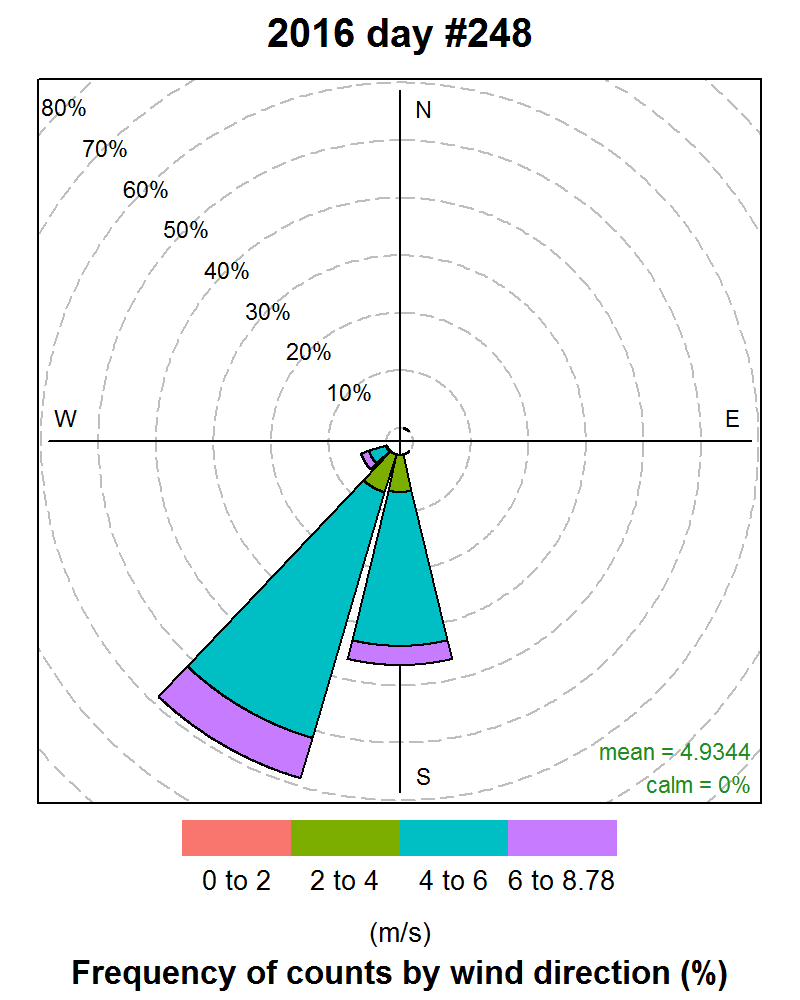 2016 day #248
80%
N
70%
60%
50%
40%
30%
20%
10%
W
E
mean = 4.9344
S
calm = 0%
0 to 2 2 to 4 4 to 6 6 to 8.78
(m/s)
Frequency of counts by wind direction (%)